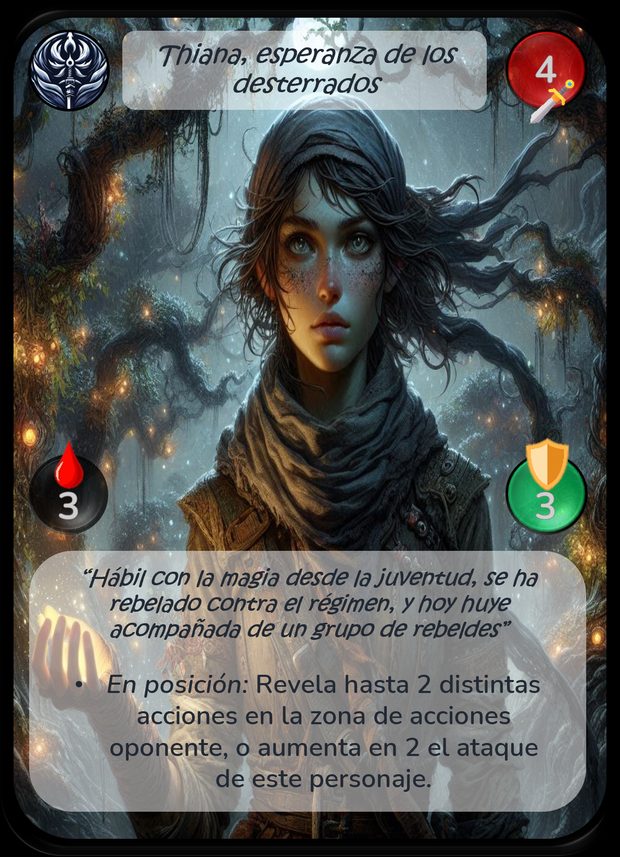 Thiana, esperanza de los
desterrados
4
3
3
“Hábil con la magia desde la juventud, se ha
rebelado contra el régimen, y hoy huye
acompañada de un grupo de rebeldes”
• En posición: Revela hasta 2 distintas
acciones en la zona de acciones
oponente, o aumenta en 2 el ataque
de este personaje.